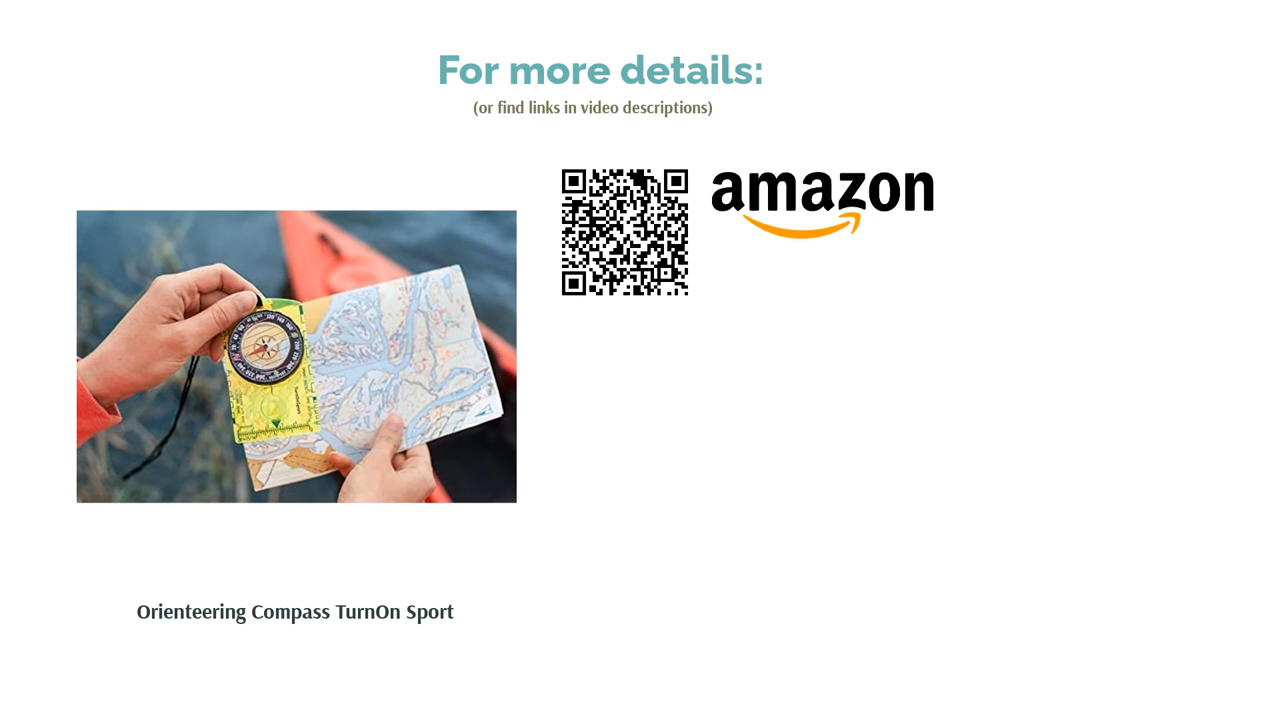 For more details:
(or find links in video descriptions)
amazon
Orienteering Compass TurnOn Sport